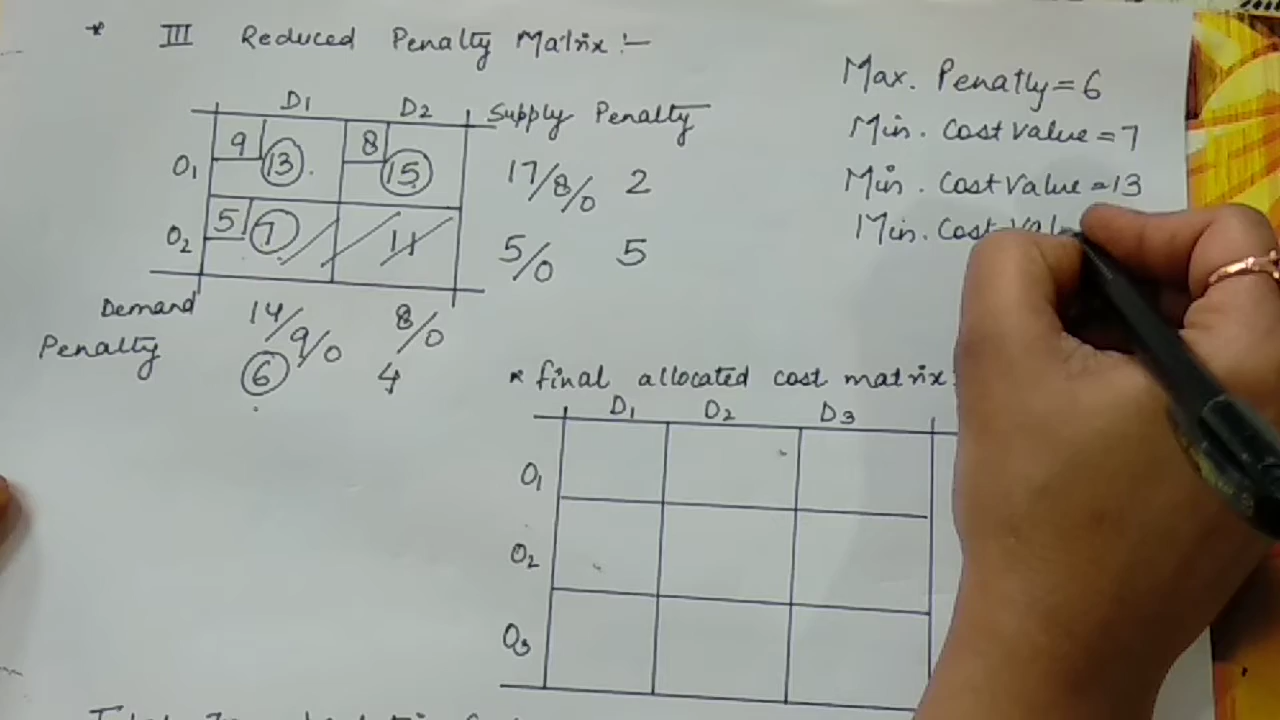 * III Reduced Penalty Matrix :-
D1 D2 Supply Penalty
O1 9 13 8 15 17/8/0 2
O2 5 7 11 5/0 5
Demand 14/9/0 8/0
Penalty 6 4
Max. Penatly = 6
Min. Cost Value = 7
Min. Cost Value = 13
Min. Cost
* final allocated cost matrix
D1 D2 D3
O1
O2
O3